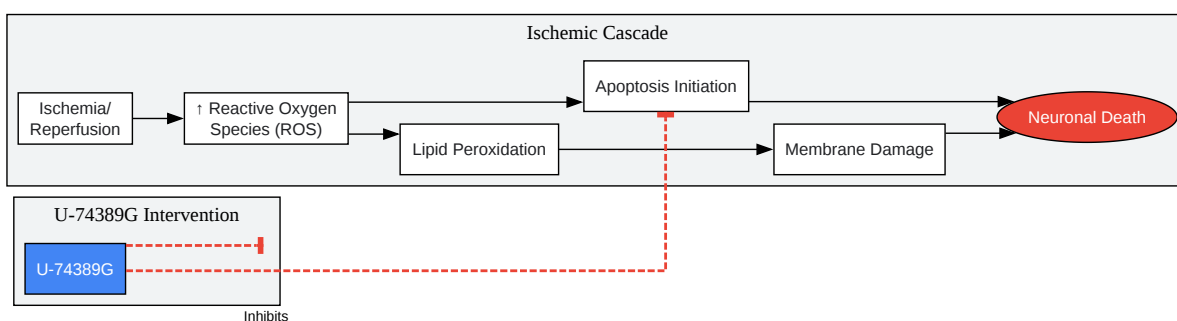 Ischemic Cascade
Ischemia/
Reperfusion
↑ Reactive Oxygen
Species (ROS)
Apoptosis Initiation
Lipid Peroxidation
Membrane Damage
Neuronal Death
U-74389G Intervention
U-74389G
Inhibits